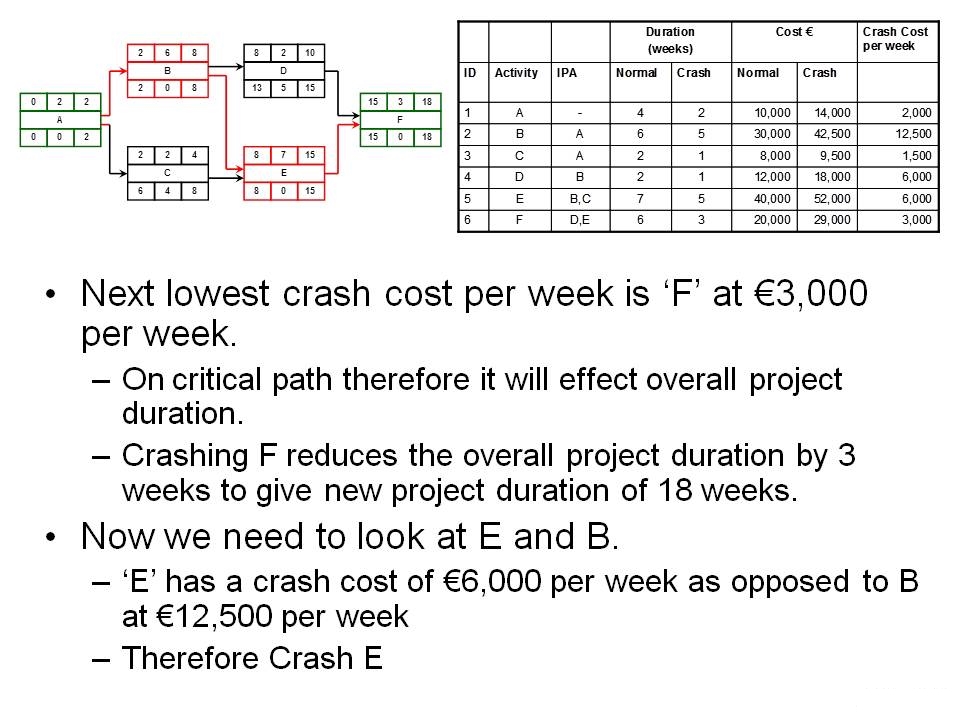 2 6 8
B
2 0 8
8 2 10
D
13 5 15
0 2 2
A
0 0 2
15 3 18
F
15 0 18
2 2 4
C
6 4 8
8 7 15
E
8 0 15
Duration (weeks) Cost € Crash Cost per week
ID Activity IPA Normal Crash Normal Crash
1 A - 4 2 10,000 14,000 2,000
2 B A 6 5 30,000 42,500 12,500
3 C A 2 1 8,000 9,500 1,500
4 D B 2 1 12,000 18,000 6,000
5 E B,C 7 5 40,000 52,000 6,000
6 F D,E 6 3 20,000 29,000 3,000
• Next lowest crash cost per week is ‘F’ at €3,000
per week.
– On critical path therefore it will effect overall project
duration.
– Crashing F reduces the overall project duration by 3
weeks to give new project duration of 18 weeks.
• Now we need to look at E and B.
– ‘E’ has a crash cost of €6,000 per week as opposed to B
at €12,500 per week
– Therefore Crash E